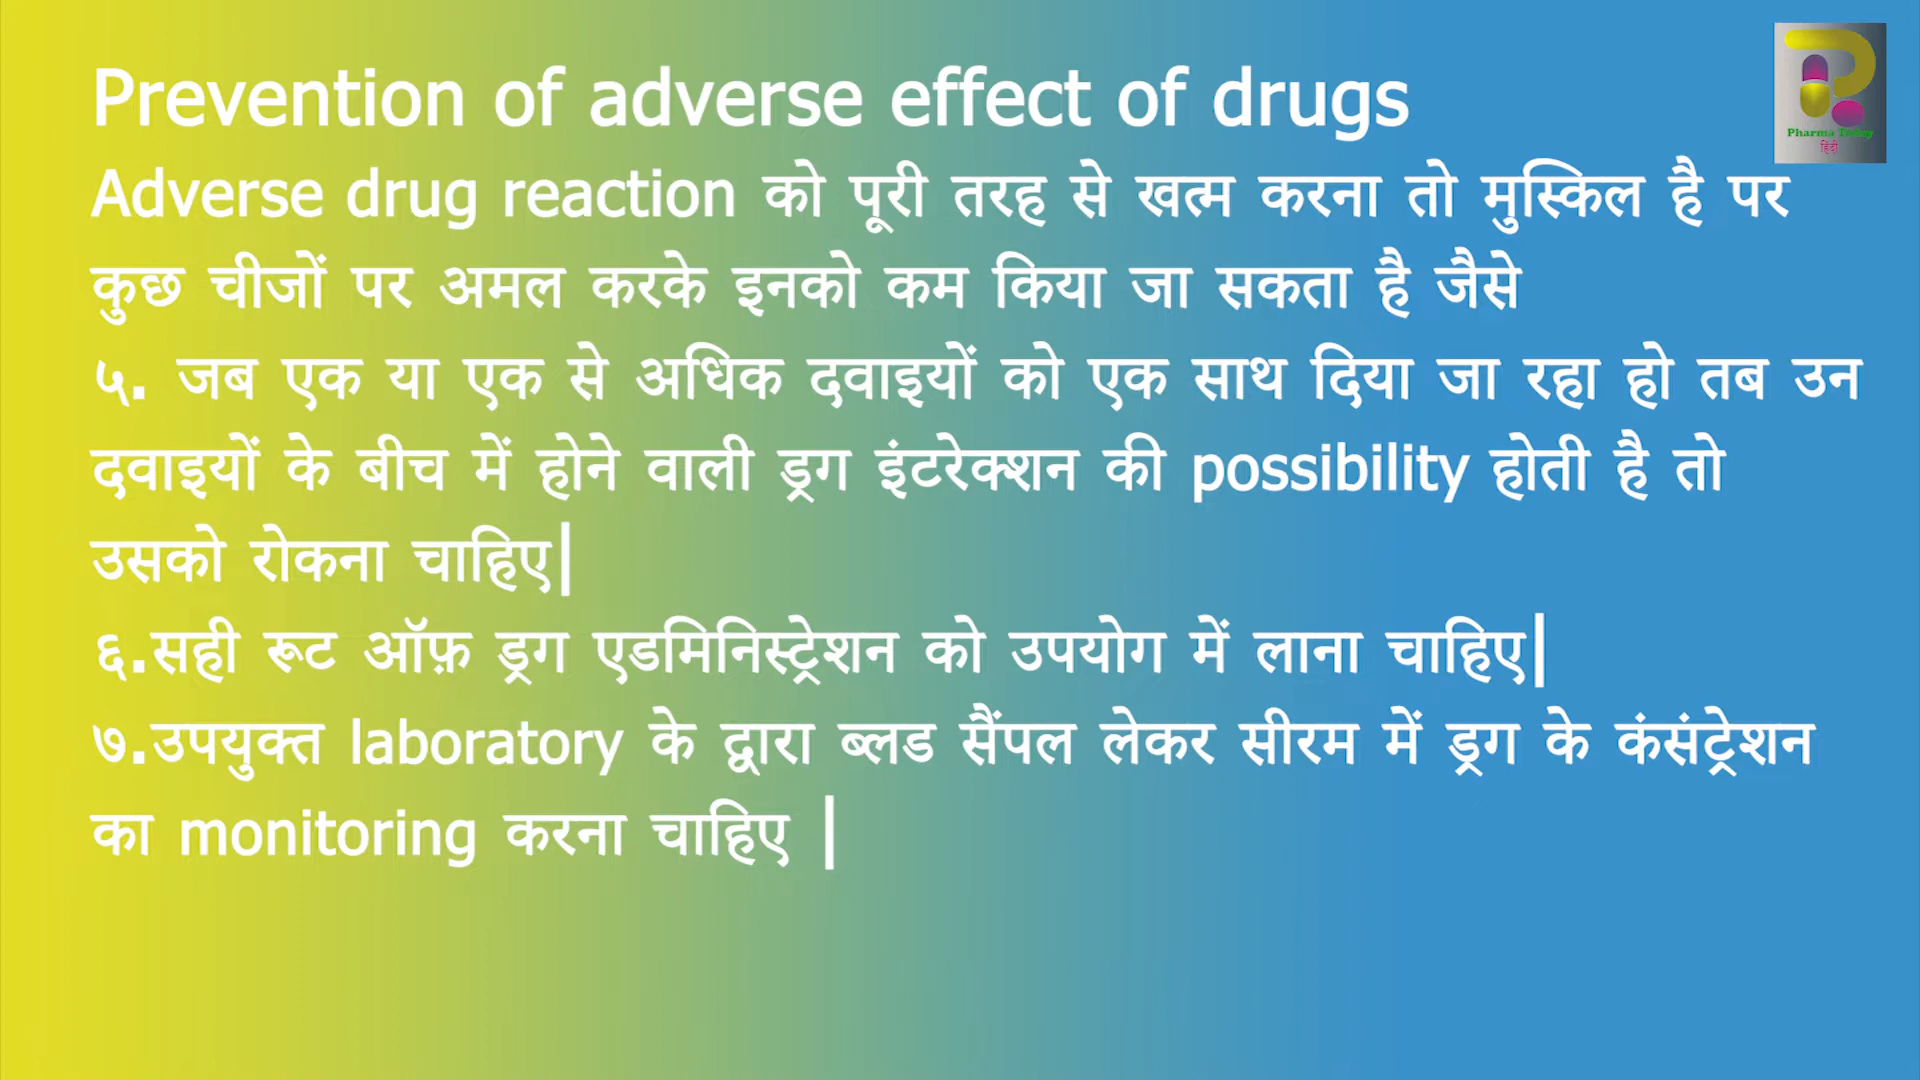 Prevention of adverse effect of drugs
Adverse drug reaction को पूरी तरह से खत्म करना तो मुस्किल है पर
कुछ चीजों पर अमल करके इनको कम किया जा सकता है जैसे
५. जब एक या एक से अधिक दवाइयों को एक साथ दिया जा रहा हो तब उन
दवाइयों के बीच में होने वाली ड्रग इंटरेक्शन की possibility होती है तो
उसको रोकना चाहिए|
६.सही रूट ऑफ़ ड्रग एडमिनिस्ट्रेशन को उपयोग में लाना चाहिए|
७.उपयुक्त laboratory के द्वारा ब्लड सैंपल लेकर सीरम में ड्रग के कंसंट्रेशन
का monitoring करना चाहिए |
Pharma Today
हिंदी